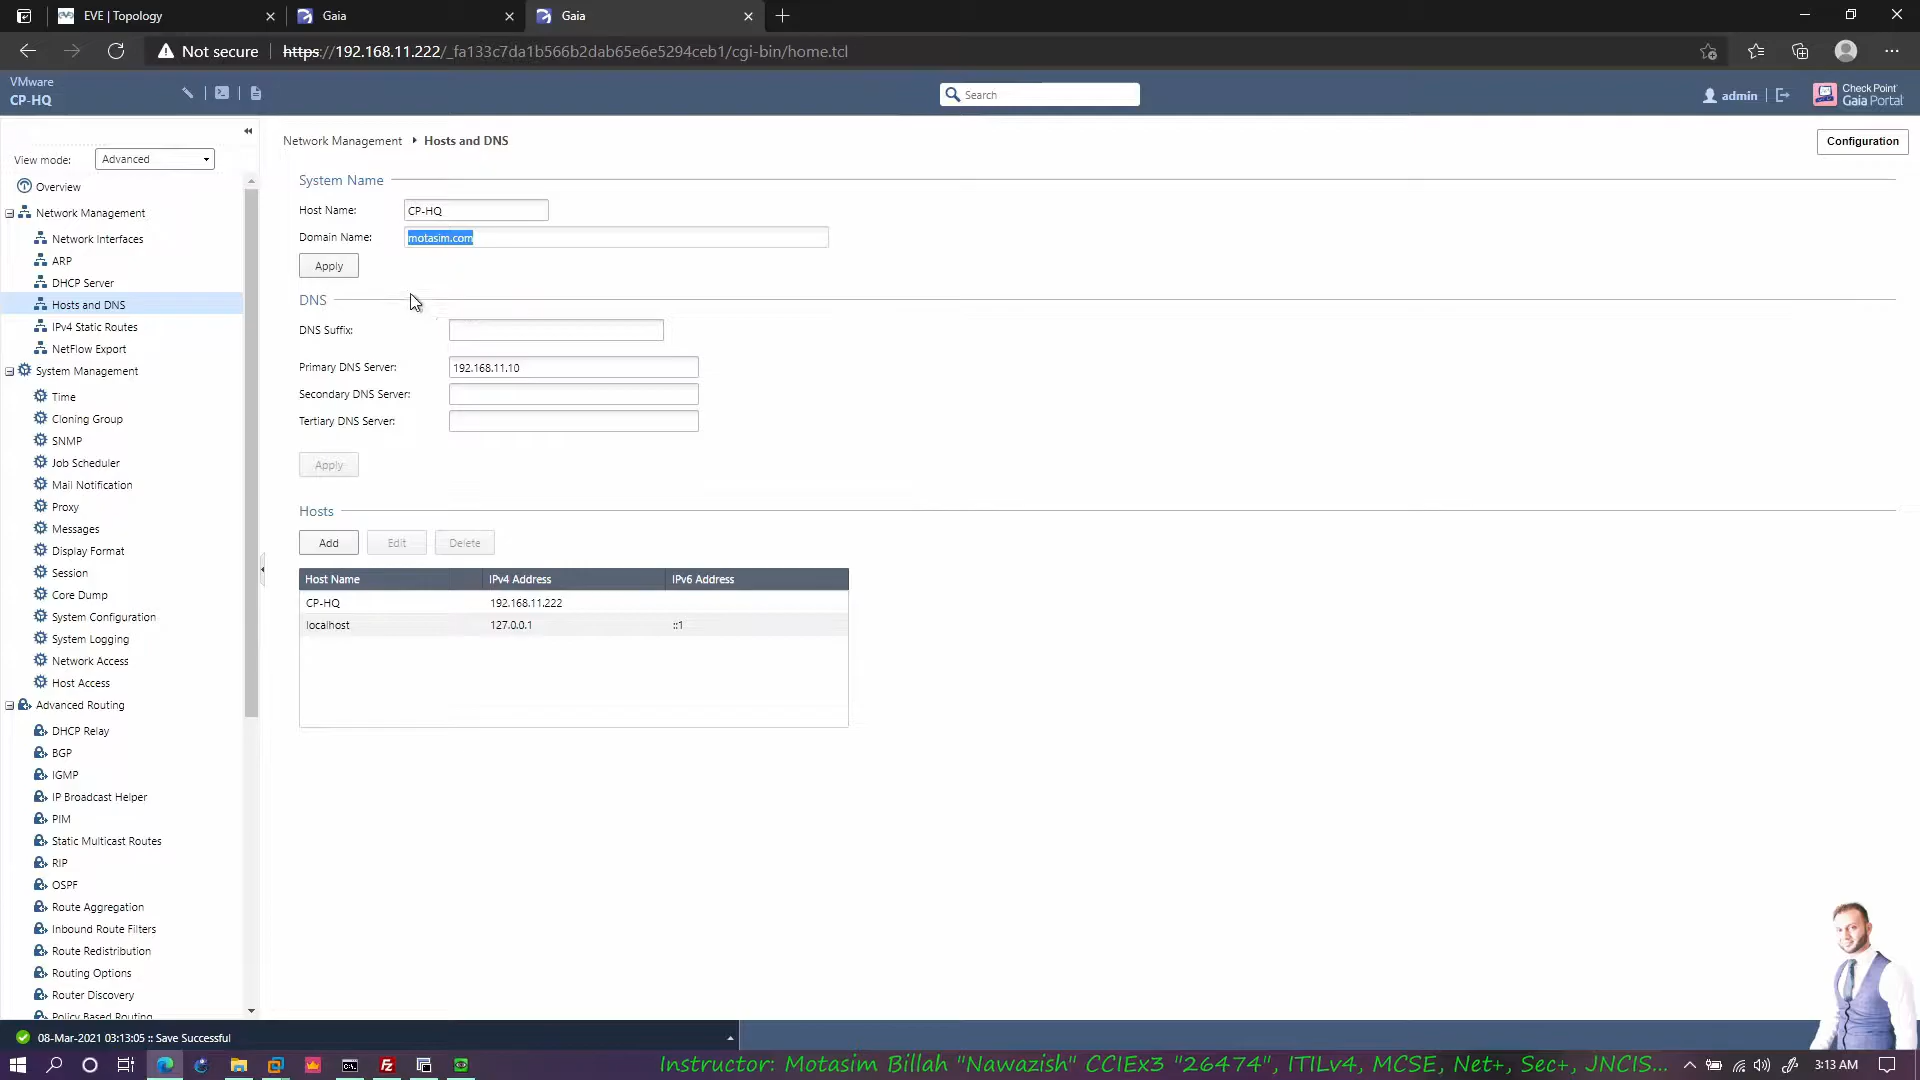 EVE | Topology
Gaia
Gaia
Not secure
https://192.168.11.222/_fa133c7da1b566b2dab65e6e5294ceb1/cgi-bin/home.tcl
VMware
CP-HQ
Search
admin
Check Point
Gaia Portal
View mode: Advanced
Overview
Network Management
Network Interfaces
ARP
DHCP Server
Hosts and DNS
IPv4 Static Routes
NetFlow Export
System Management
Time
Cloning Group
SNMP
Job Scheduler
Mail Notification
Proxy
Messages
Display Format
Session
Core Dump
System Configuration
System Logging
Network Access
Host Access
Advanced Routing
DHCP Relay
BGP
IGMP
IP Broadcast Helper
PIM
Static Multicast Routes
RIP
OSPF
Route Aggregation
Inbound Route Filters
Route Redistribution
Routing Options
Router Discovery
Policy Based Routing
Network Management Hosts and DNS
Configuration
System Name
Host Name: CP-HQ
Domain Name: motasim.com
Apply
DNS
DNS Suffix:
Primary DNS Server: 192.168.11.10
Secondary DNS Server:
Tertiary DNS Server:
Apply
Hosts
Add Edit Delete
Host Name IPv4 Address IPv6 Address
CP-HQ 192.168.11.222
localhost 127.0.0.1 ::1
08-Mar-2021 03:13:05 :: Save Successful
Instructor: Motasim Billah "Nawazish" CCIEx3 "26474", ITILv4, MCSE, Net+, Sec+, JNCIS...
3:13 AM